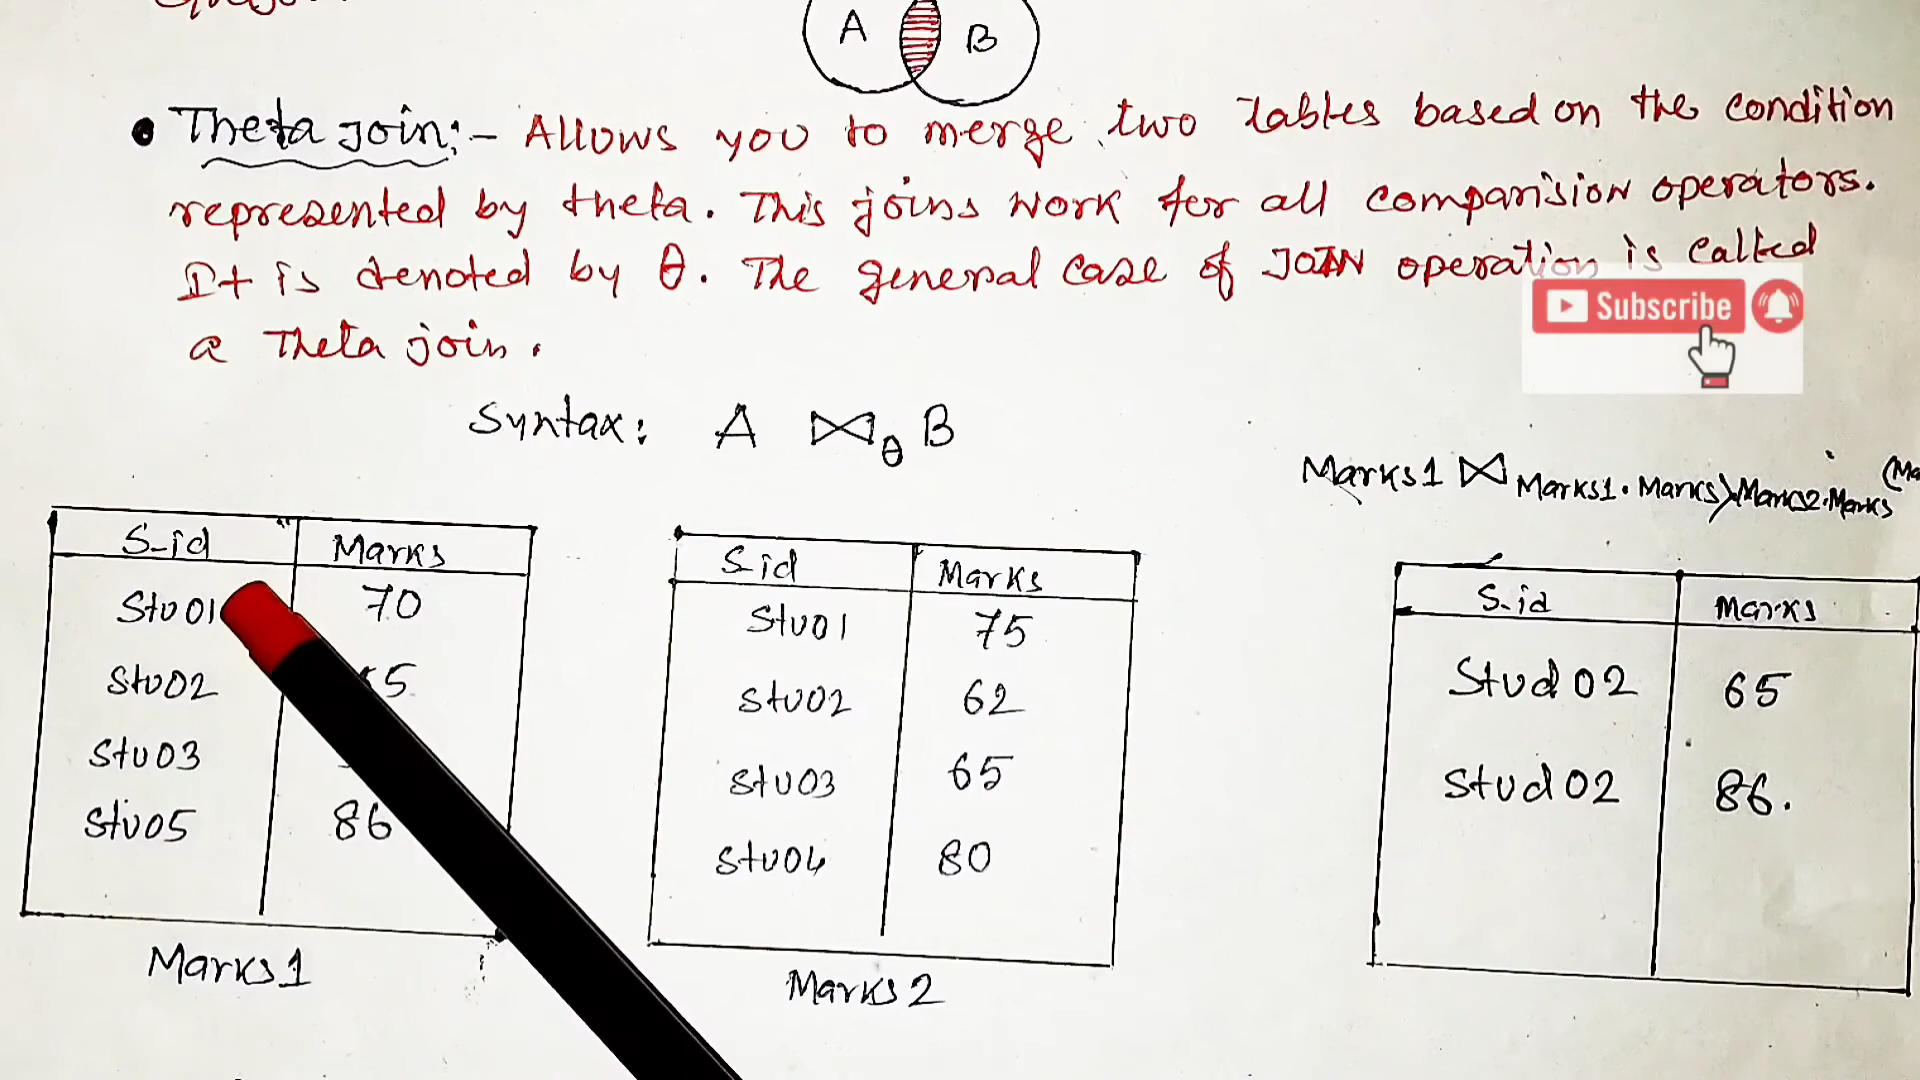 A B
Theta join:- Allows you to merge two tables based on the condition
represented by theta. This joins work for all comparision operators.
It is denoted by θ. The general case of JOIN operation is called
a Theta join.
Subscribe
Syntax: A ⋈θ B
Marks1 ⋈ Marks1.Marks>Marks2.Marks (Ma
S-id Marks
Stu01 70
Stu02
Stu03
Stu05 86
Marks1
S-id Marks
Stu01 75
Stu02 62
Stu03 65
Stu04 80
Marks2
S-id Marks
Stud02 65
Stud02 86.